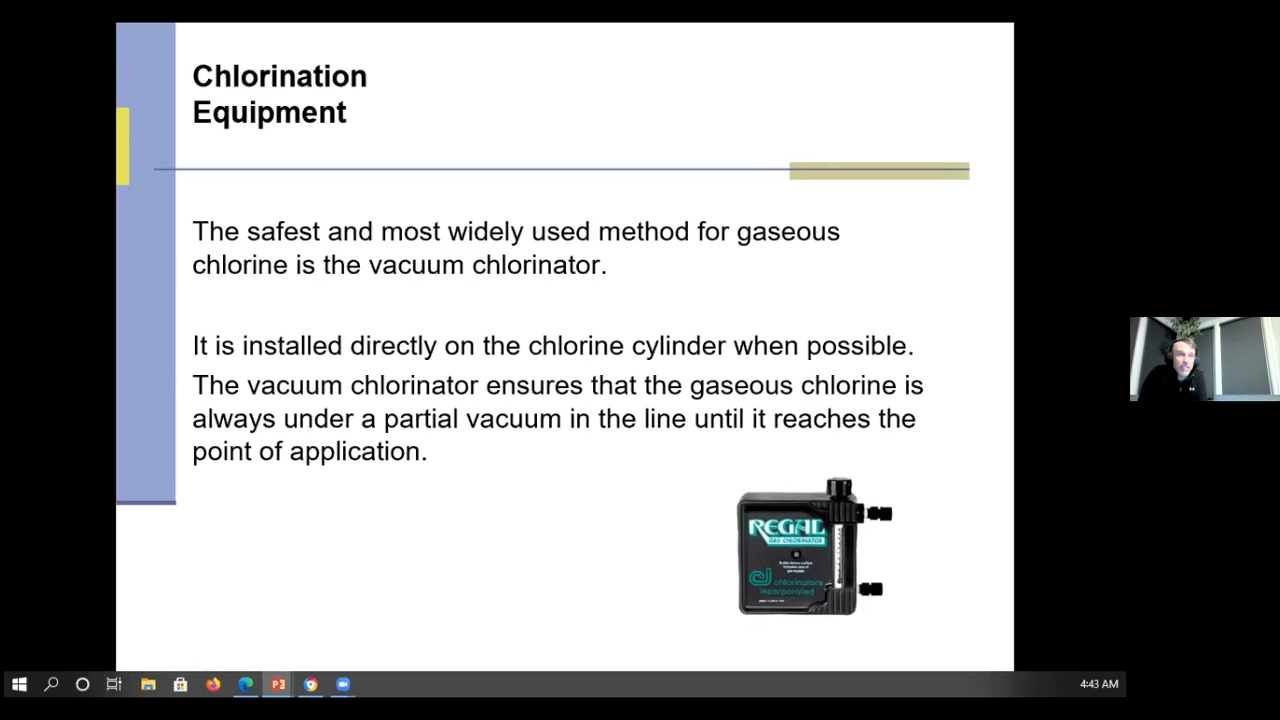 Chlorination
Equipment
The safest and most widely used method for gaseous
chlorine is the vacuum chlorinator.
It is installed directly on the chlorine cylinder when possible.
The vacuum chlorinator ensures that the gaseous chlorine is
always under a partial vacuum in the line until it reaches the
point of application.
REGAL
GAS CHLORINATOR
chlorinators
incorporated
4:43 AM